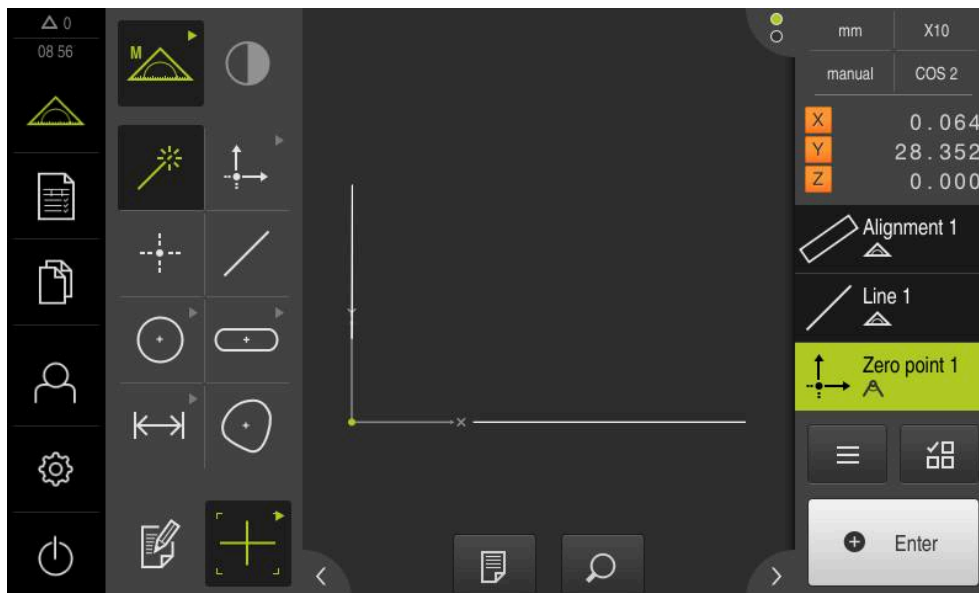 0
08 56
M
mm
X10
manual
COS 2
X 0.064
Y 28.352
Z 0.000
Alignment 1
Line 1
Zero point 1
Y
X
Enter